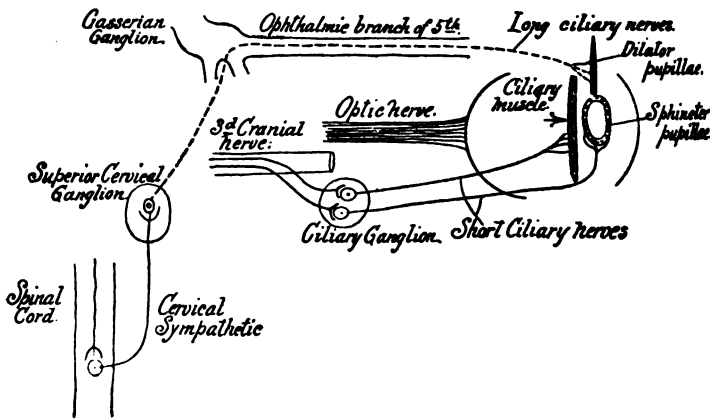 Gasserian
Ganglion.
Ophthalmic branch of 5th.
Long ciliary nerves.
Dilator
pupillae.
Ciliary
muscle.
Optic nerve.
Sphincter
pupillae.
3d Cranial
nerve.
Superior Cervical
Ganglion.
Ciliary Ganglion.
Short Ciliary nerves
Spinal
Cord.
Cervical
Sympathetic